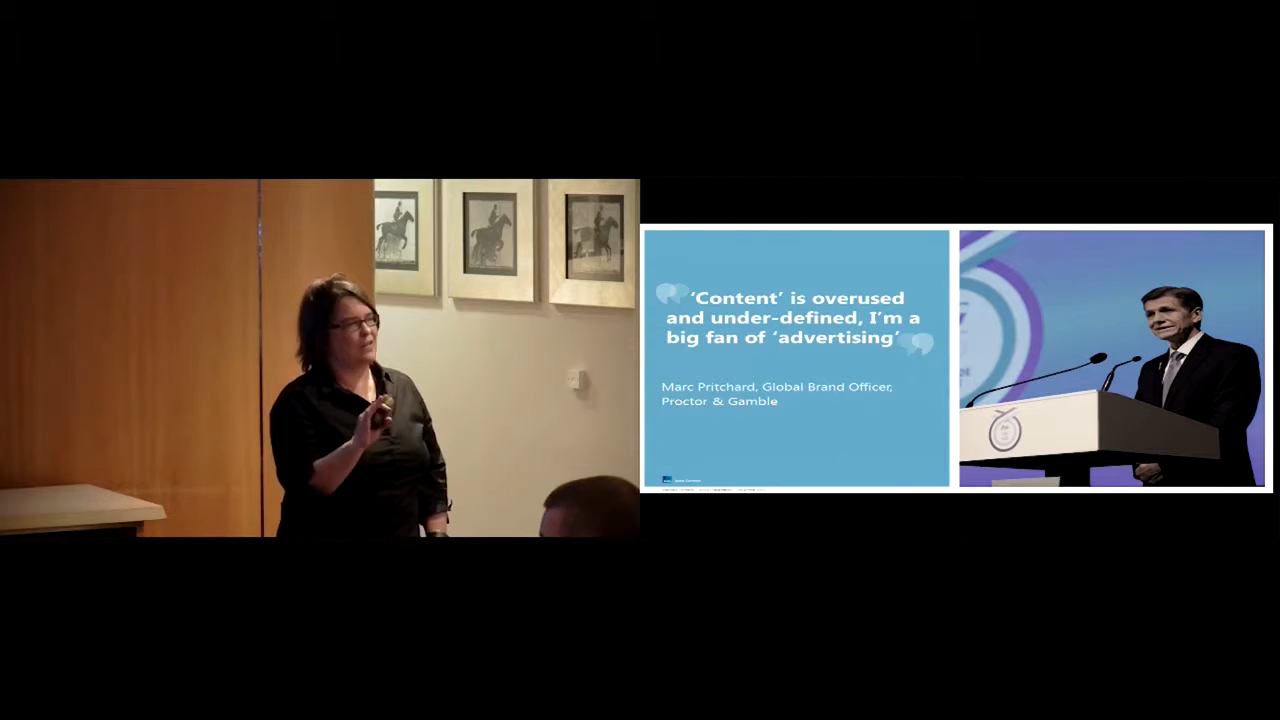 ‘Content’ is overused
and under-defined, I’m a
big fan of ‘advertising’
Marc Pritchard, Global Brand Officer,
Proctor & Gamble